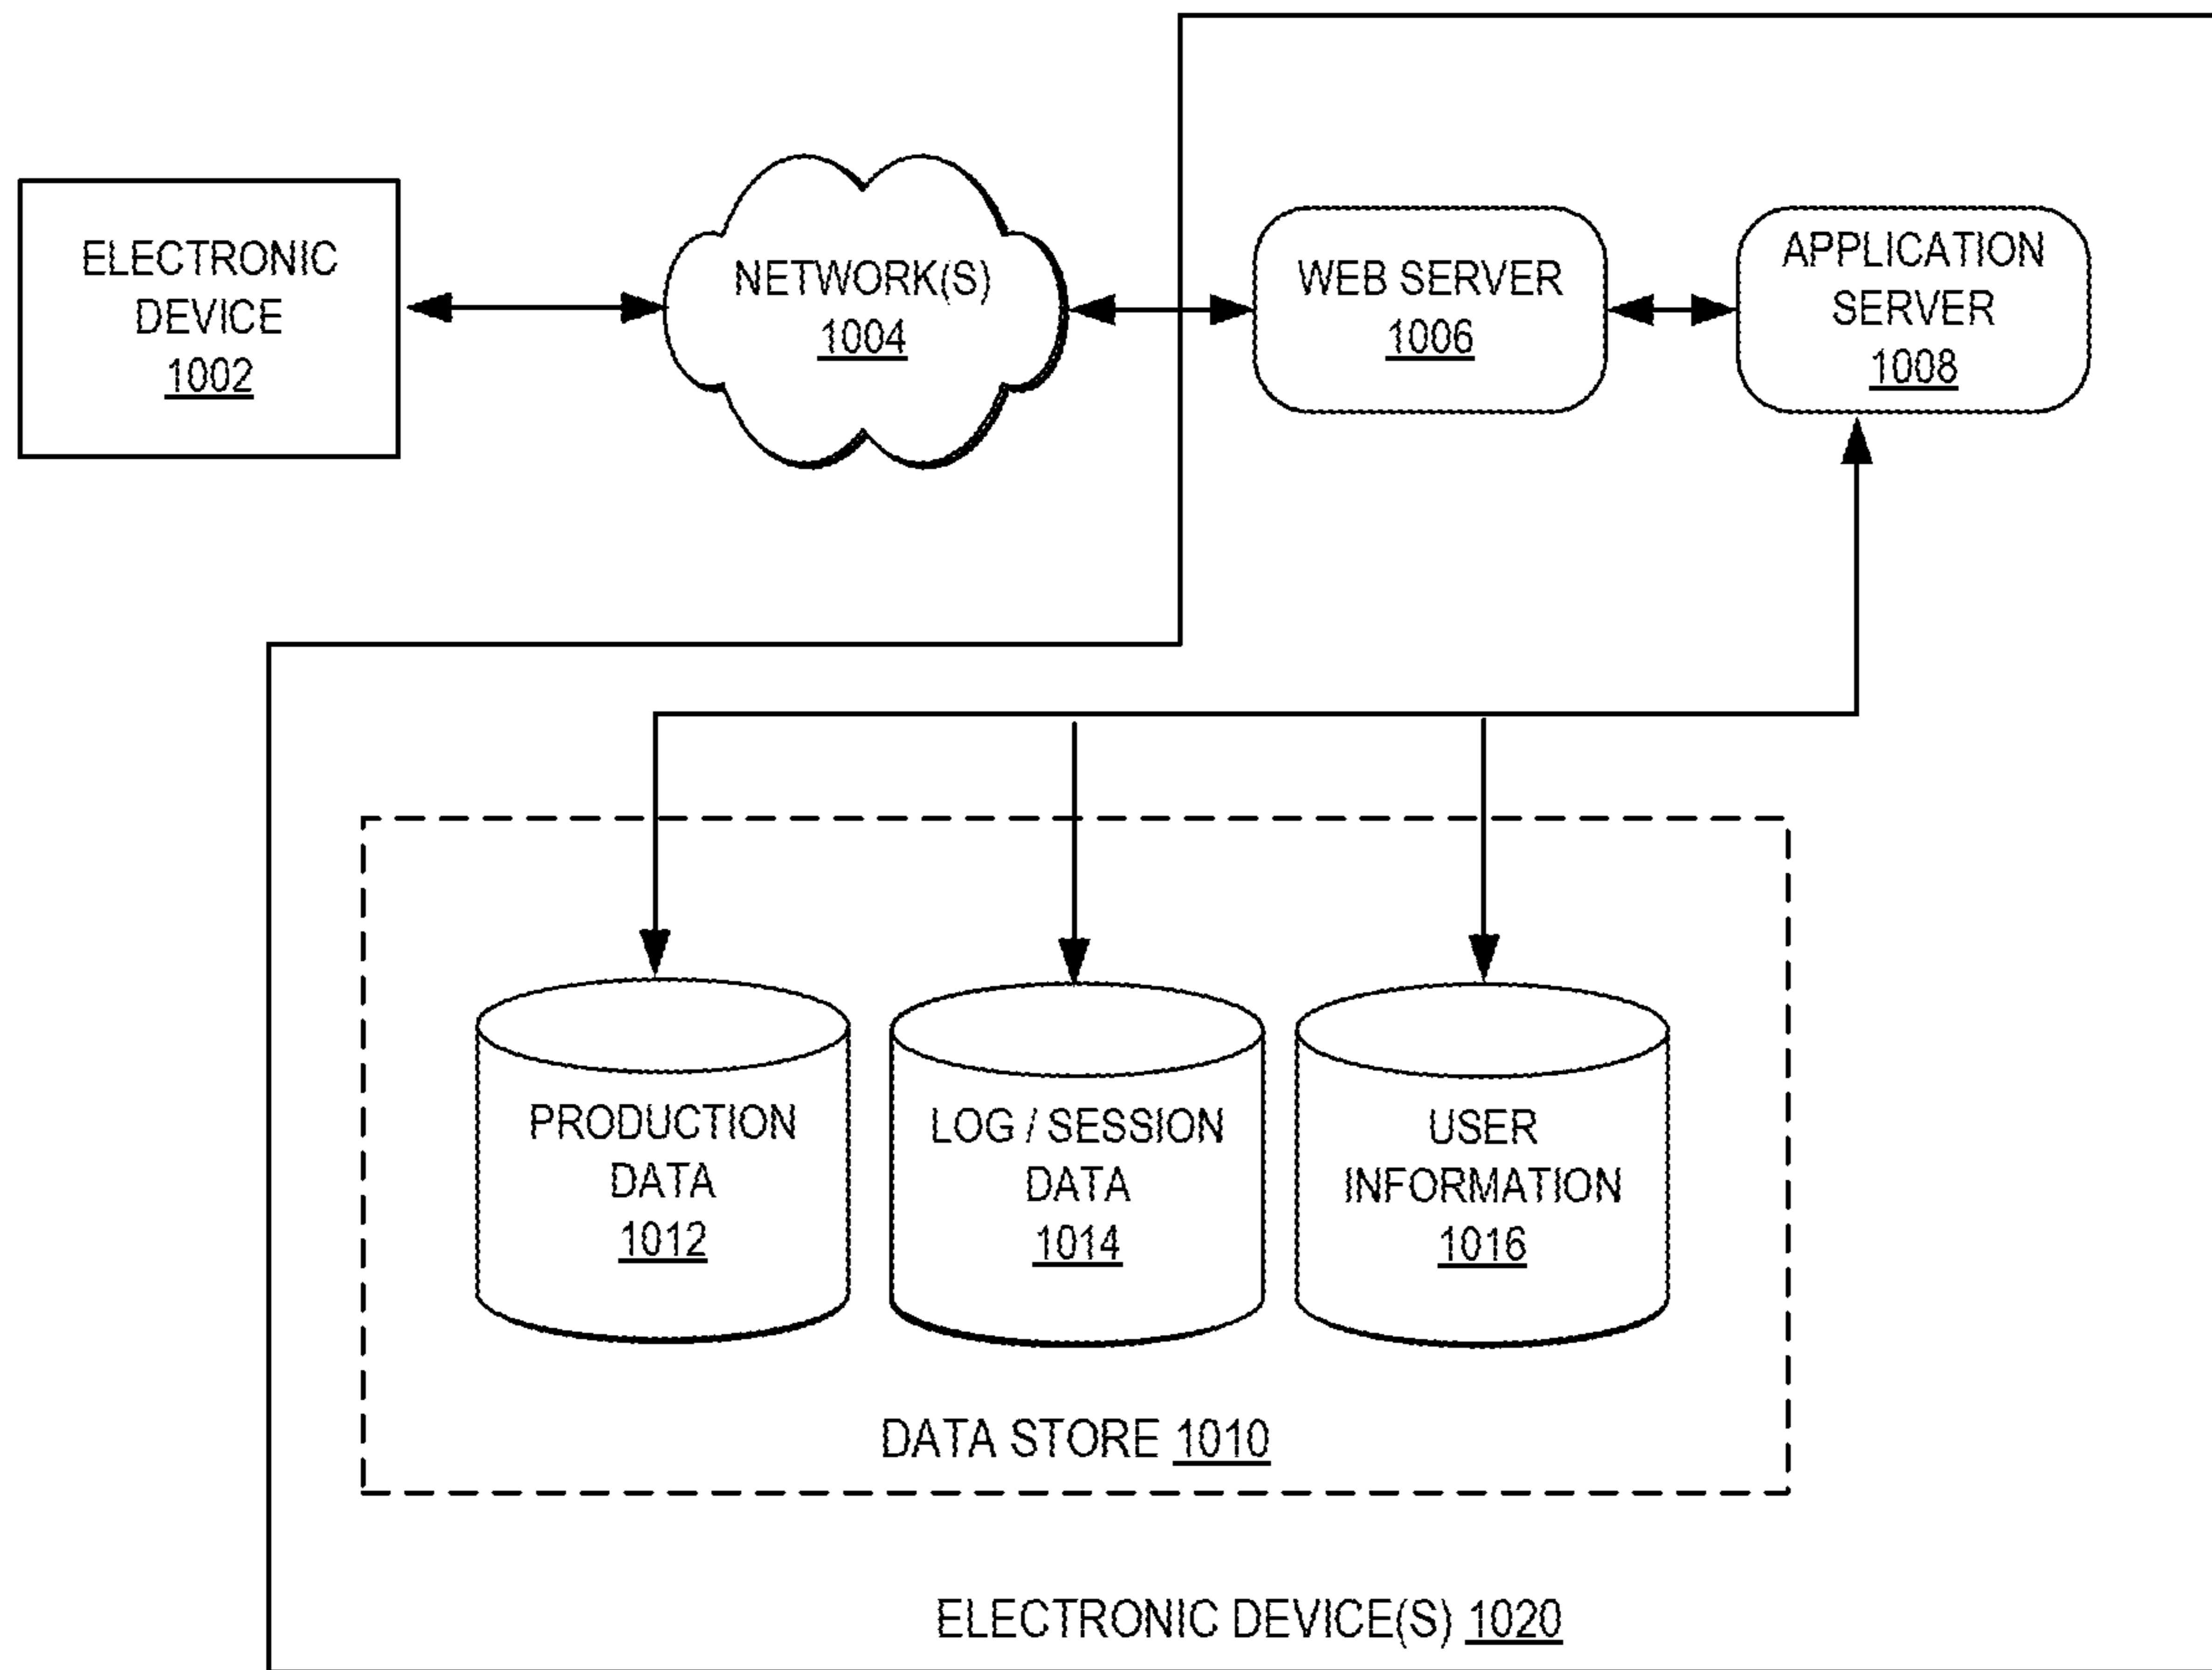 ELECTRONIC
DEVICE
1002
NETWORK(S)
1004
WEB SERVER
1006
APPLICATION
SERVER
1008
PRODUCTION
DATA
1012
LOG / SESSION
DATA
1014
USER
INFORMATION
1016
DATA STORE 1010
ELECTRONIC DEVICE(S) 1020